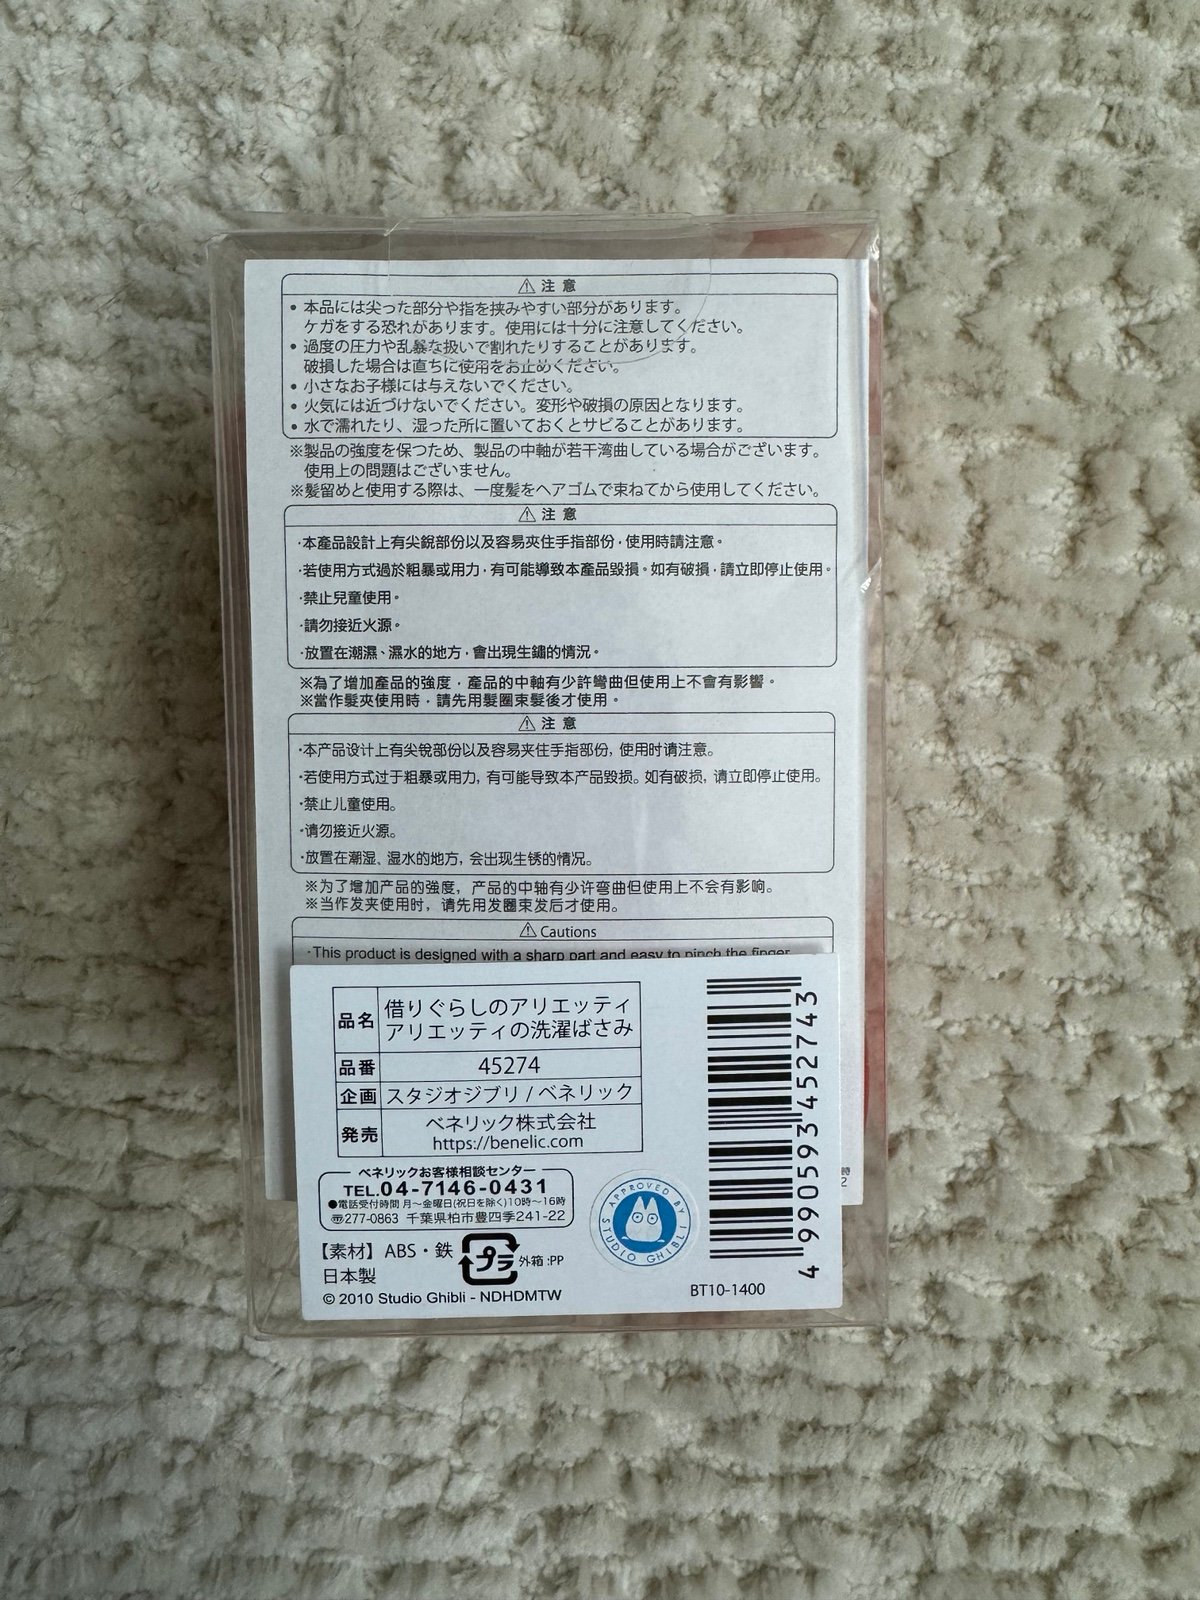 ⚠ 注 意
• 本品には尖った部分や指を挟みやすい部分があります。
ケガをする恐れがあります。使用には十分に注意してください。
• 過度の圧力や乱暴な扱いで割れたりすることがあります。
破損した場合は直ちに使用をお止めください。
• 小さなお子様には与えないでください。
• 火気には近づけないでください。変形や破損の原因となります。
• 水で濡れたり、湿った所に置いておくとサビることがあります。
※製品の強度を保つため、製品の中軸が若干湾曲している場合がございます。
使用上の問題はございません。
※髪留めと使用する際は、一度髪をヘアゴムで束ねてから使用してください。
⚠ 注 意
·本產品設計上有尖銳部份以及容易夾住手指部份，使用時請注意。
·若使用方式過於粗暴或用力，有可能導致本產品毀損。如有破損，請立即停止使用。
·禁止兒童使用。
·請勿接近火源。
·放置在潮濕、濕水的地方，會出現生鏽的情況。
※為了增加產品的強度，產品的中軸有少許彎曲但使用上不會有影響。
※當作髮夾使用時，請先用髮圈束髮後才使用。
⚠ 注 意
·本产品设计上有尖锐部份以及容易夹住手指部份，使用时请注意。
·若使用方式过于粗暴或用力，有可能导致本产品毁损。如有破损，请立即停止使用。
·禁止儿童使用。
·请勿接近火源。
·放置在潮湿、湿水的地方，会出现生锈的情况。
※为了增加产品的强度，产品的中轴有少许弯曲但使用上不会有影响。
※当作发夹使用时，请先用发圈束发后才使用。
⚠ Cautions
·This product is designed with a sharp part and easy to pinch the finger
品名 借りぐらしのアリエッティ
アリエッティの洗濯ばさみ
品番 45274
企画 スタジオジブリ / ベネリック
発売 ベネリック株式会社
https://benelic.com
ベネリックお客様相談センター
TEL.04-7146-0431
●電話受付時間 月〜金曜日(祝日を除く)10時〜16時
〠277-0863 千葉県柏市豊四季241-22
【素材】ABS・鉄
プラ 外箱:PP
日本製
© 2010 Studio Ghibli - NDHDMTW
APPROVED BY STUDIO GHIBLI
4 990593 452743
BT10-1400